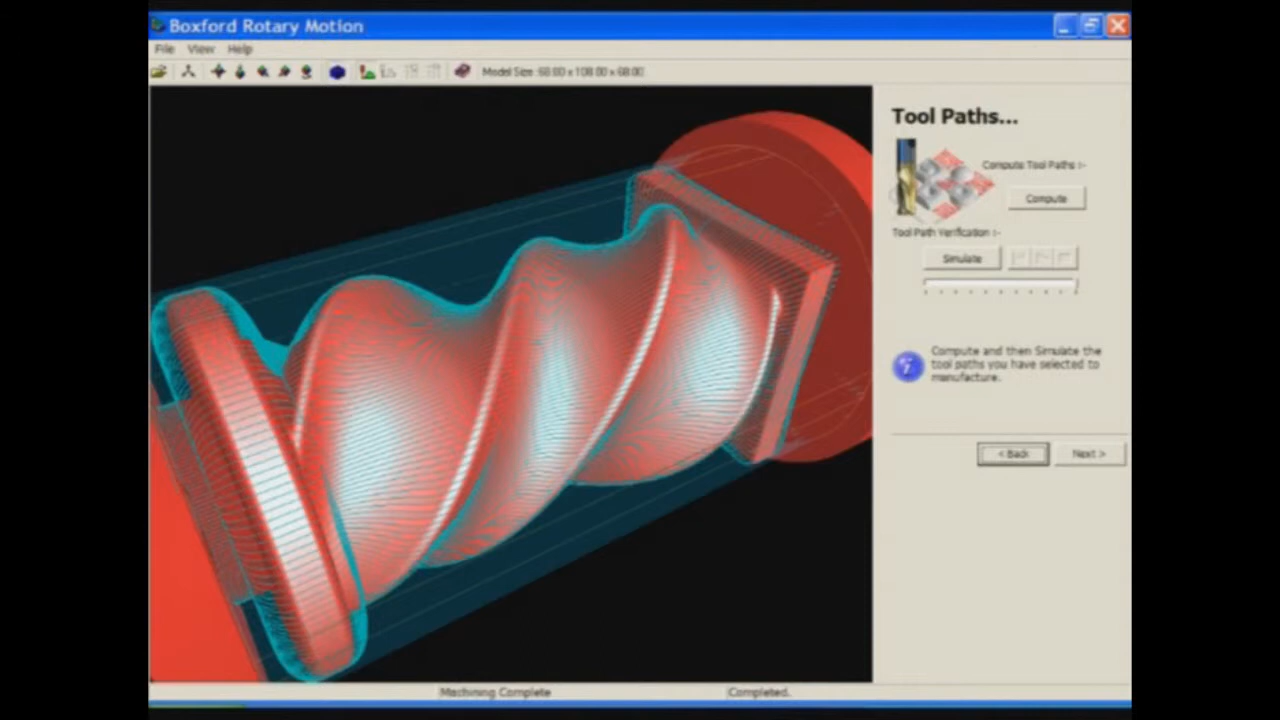 Boxford Rotary Motion
File View Help
Model Size :68.00 x 108.00 x 68.00
Tool Paths...
Compute Tool Paths :-
Compute
Tool Path Verification :-
Simulate
Compute and then Simulate the
tool paths you have selected to
manufacture.
< Back Next >
Machining Complete Completed.